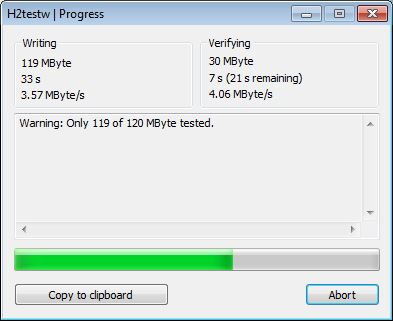 H2testw | Progress
Writing
119 MByte
33 s
3.57 MByte/s
Verifying
30 MByte
7 s (21 s remaining)
4.06 MByte/s
Warning: Only 119 of 120 MByte tested.
Copy to clipboard
Abort